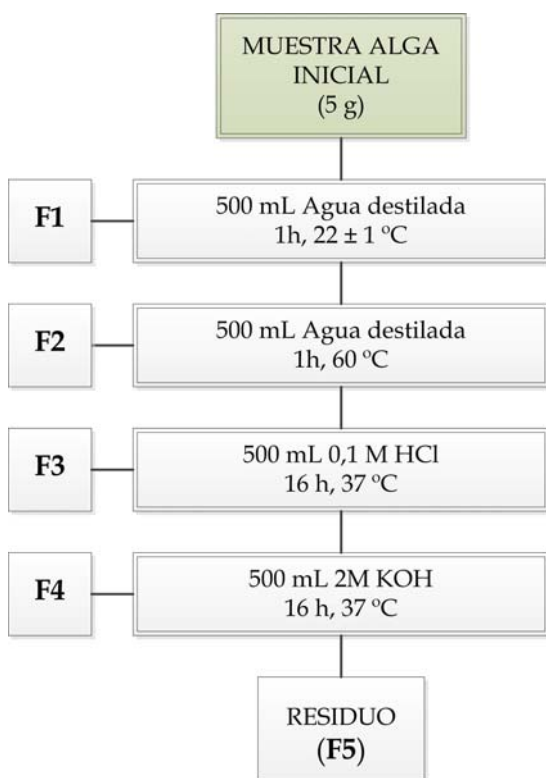 MUESTRA ALGA
INICIAL
(5 g)
F1
500 mL Agua destilada
1h, 22 ± 1 ºC
F2
500 mL Agua destilada
1h, 60 ºC
F3
500 mL 0,1 M HCl
16 h, 37 ºC
F4
500 mL 2M KOH
16 h, 37 ºC
RESIDUO
(F5)